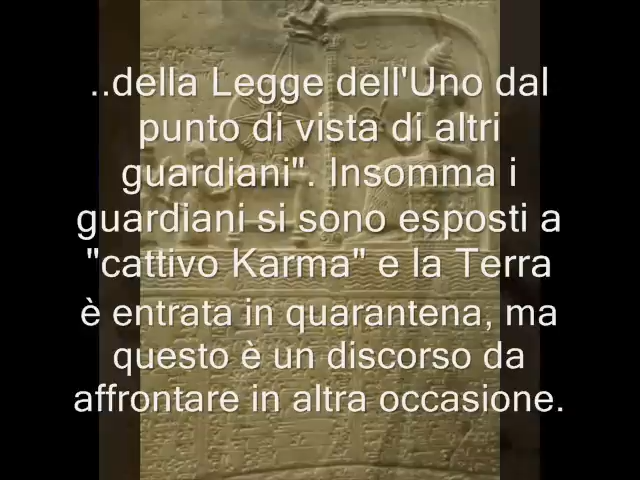 ..della Legge dell'Uno dal
punto di vista di altri
guardiani". Insomma i
guardiani si sono esposti a
"cattivo Karma" e la Terra
è entrata in quarantena, ma
questo è un discorso da
affrontare in altra occasione.